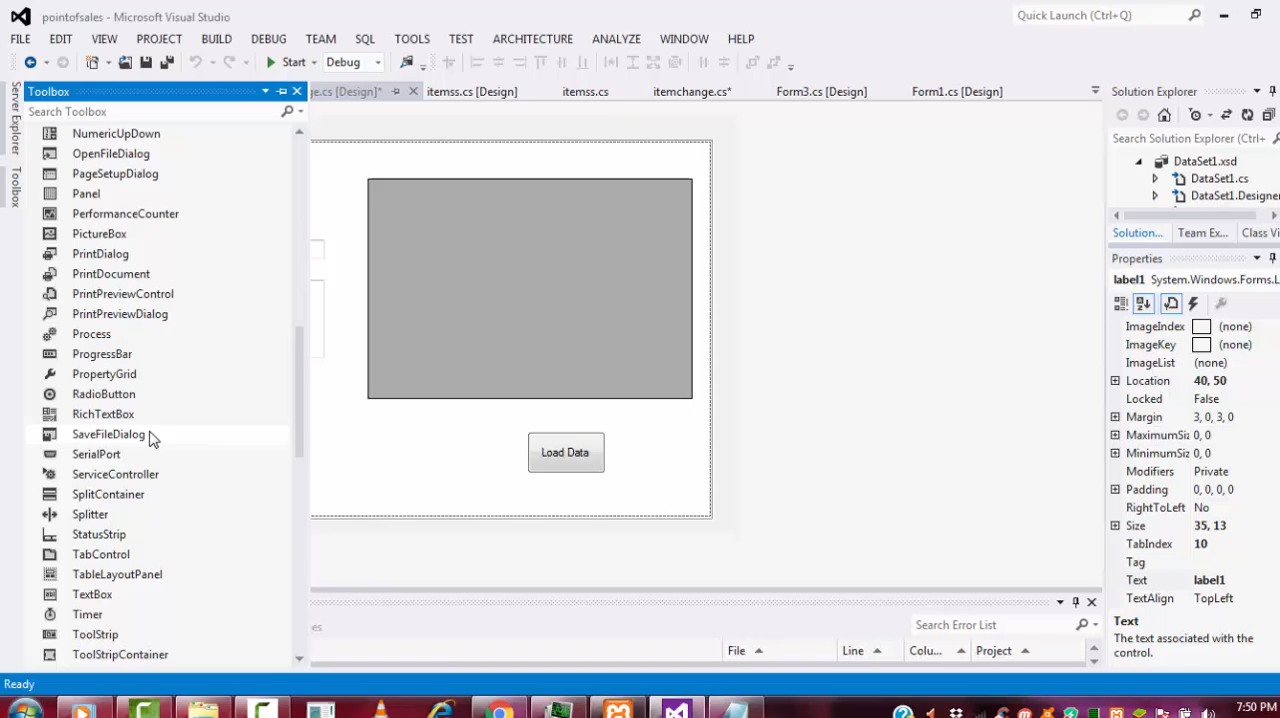 pointofsales - Microsoft Visual Studio
Quick Launch (Ctrl+Q)
FILE EDIT VIEW PROJECT BUILD DEBUG TEAM SQL TOOLS TEST ARCHITECTURE ANALYZE WINDOW HELP
Start Debug
Server Explorer
Toolbox
Toolbox
Search Toolbox
NumericUpDown
OpenFileDialog
PageSetupDialog
Panel
PerformanceCounter
PictureBox
PrintDialog
PrintDocument
PrintPreviewControl
PrintPreviewDialog
Process
ProgressBar
PropertyGrid
RadioButton
RichTextBox
SaveFileDialog
SerialPort
ServiceController
SplitContainer
Splitter
StatusStrip
TabControl
TableLayoutPanel
TextBox
Timer
ToolStrip
ToolStripContainer
ge.cs [Design]* itemss.cs [Design] itemss.cs itemchange.cs* Form3.cs [Design] Form1.cs [Design]
Load Data
es
Search Error List
File Line Colu... Project
Solution Explorer
Search Solution Explorer (Ctrl+
DataSet1.xsd
DataSet1.cs
DataSet1.Designe
Solution... Team Ex... Class Vi
Properties
label1 System.Windows.Forms.L
ImageIndex (none)
ImageKey (none)
ImageList (none)
Location 40, 50
Locked False
Margin 3, 0, 3, 0
MaximumSiz 0, 0
MinimumSiz 0, 0
Modifiers Private
Padding 0, 0, 0, 0
RightToLeft No
Size 35, 13
TabIndex 10
Tag
Text label1
TextAlign TopLeft
Text
The text associated with the
control.
Ready
7:50 PM